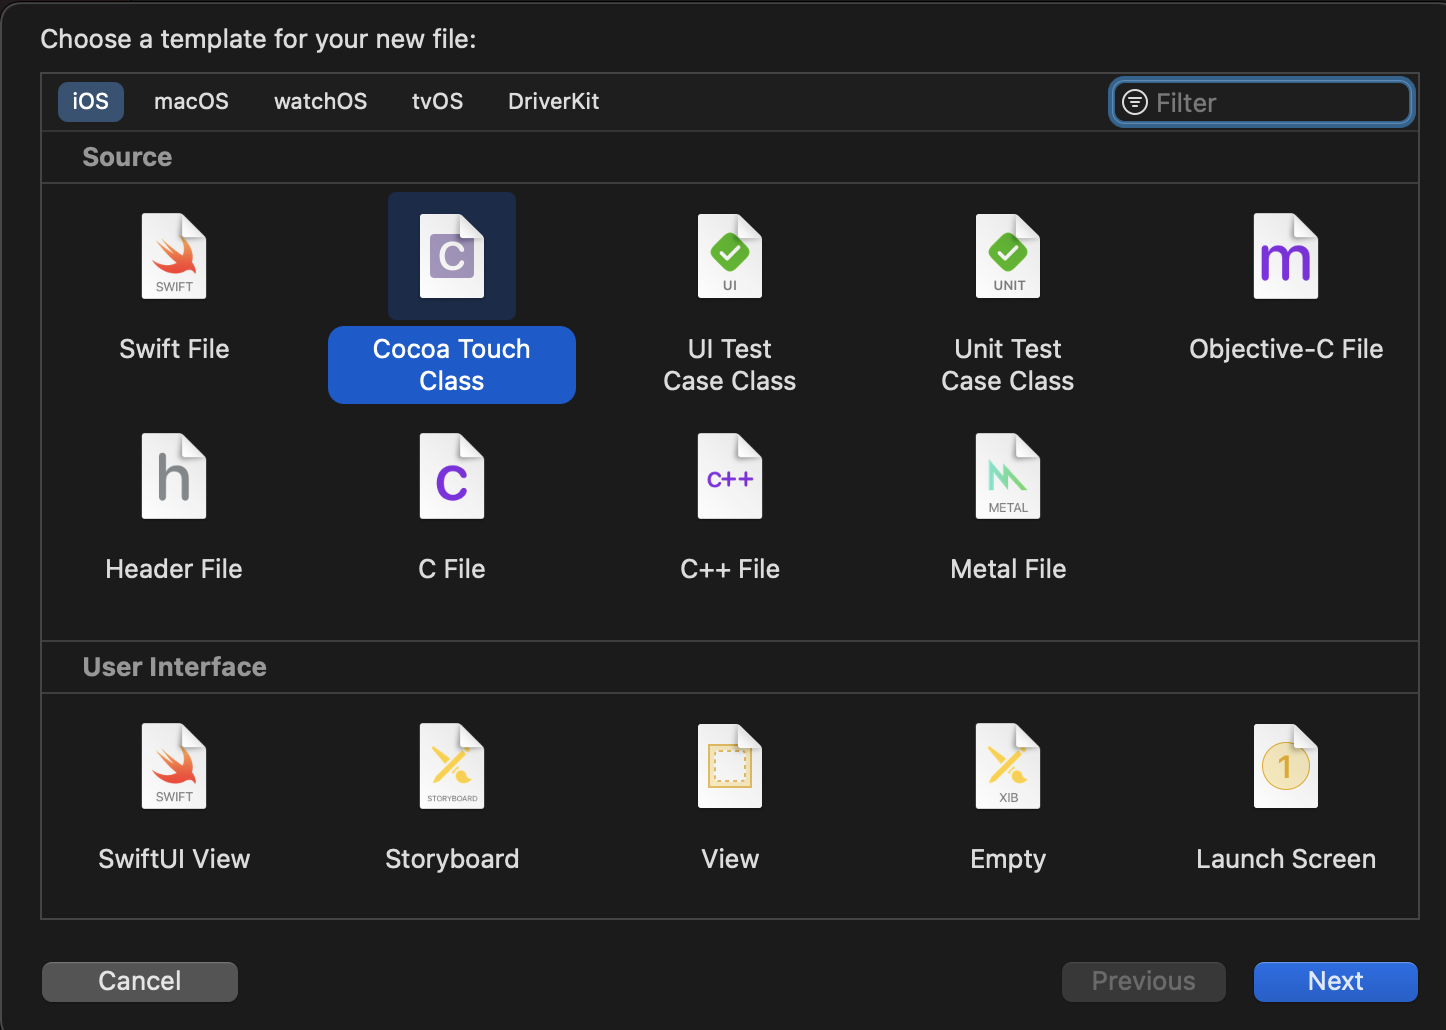 Choose a template for your new file:
iOS macOS watchOS tvOS DriverKit Filter
Source
SWIFT
Swift File
C
Cocoa Touch
Class
UI
UI Test
Case Class
UNIT
Unit Test
Case Class
m
Objective-C File
h
Header File
C
C File
C++
C++ File
METAL
Metal File
User Interface
SWIFT
SwiftUI View
STORYBOARD
Storyboard
View
XIB
Empty
1
Launch Screen
Cancel Previous Next